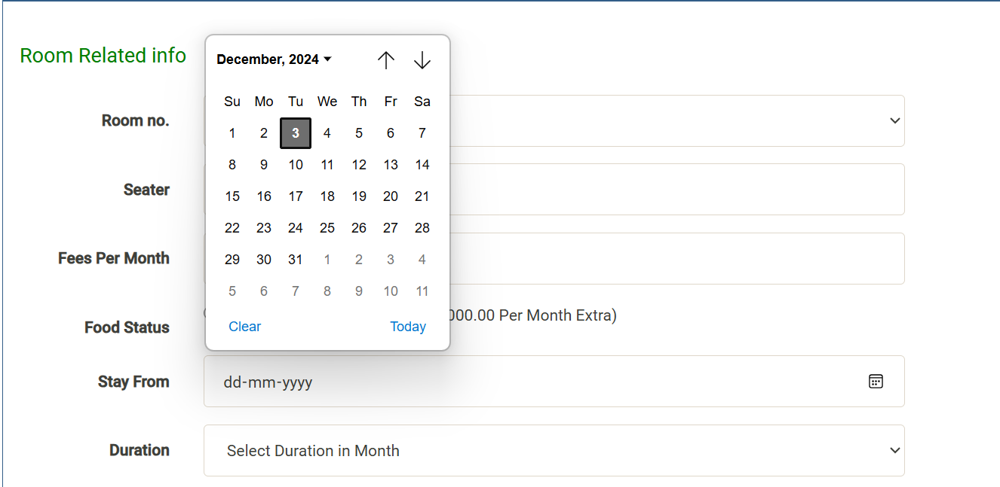 Room Related info
December, 2024
Su Mo Tu We Th Fr Sa
1 2 3 4 5 6 7
8 9 10 11 12 13 14
15 16 17 18 19 20 21
22 23 24 25 26 27 28
29 30 31 1 2 3 4
5 6 7 8 9 10 11
Clear Today
Room no.
Seater
Fees Per Month
Food Status 000.00 Per Month Extra)
Stay From dd-mm-yyyy
Duration Select Duration in Month